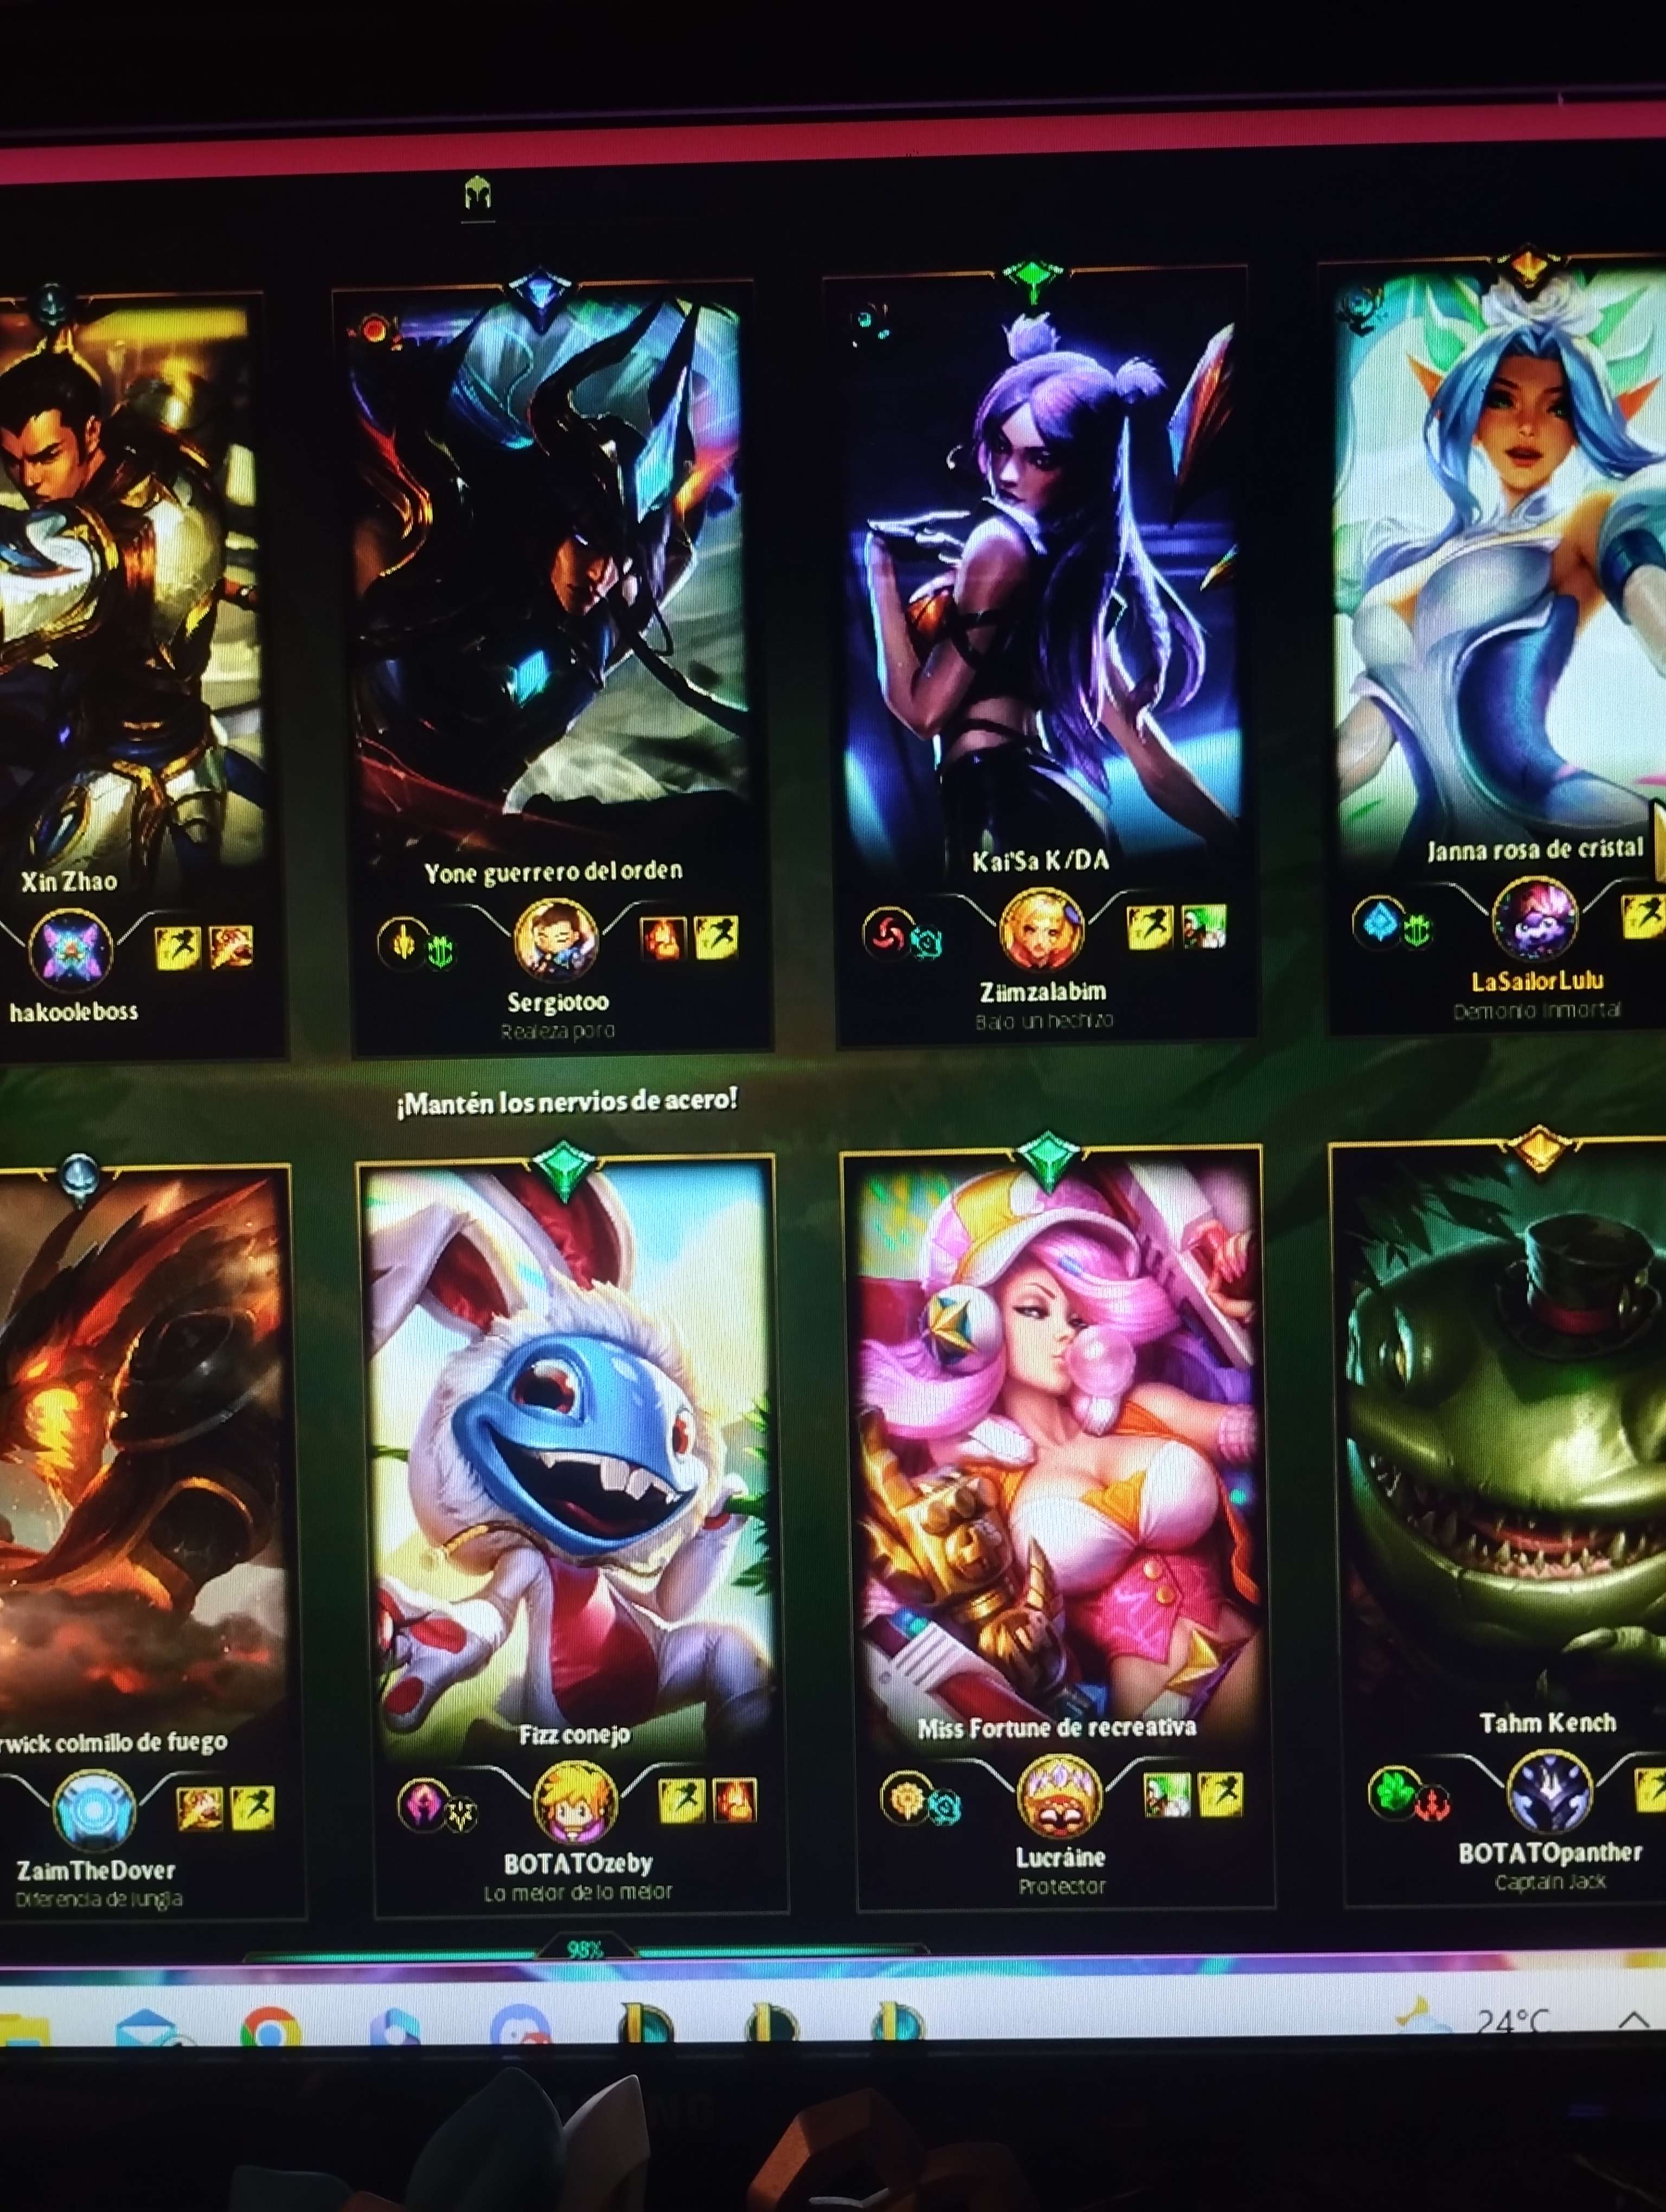 Xin Zhao
hakooleboss
Yone guerrero del orden
Sergiotoo
Realeza poro
Kai'Sa K/DA
Ziimzalabim
Bajo un hechizo
Janna rosa de cristal
LaSailorLulu
Demonio inmortal
¡Mantén los nervios de acero!
rwick colmillo de fuego
ZaimTheDover
Diferencia de jungla
Fizz conejo
BOTATOzeby
Lo mejor de lo mejor
Miss Fortune de recreativa
Lucráine
Protector
Tahm Kench
BOTATOpanther
Captain Jack
98%
24°C